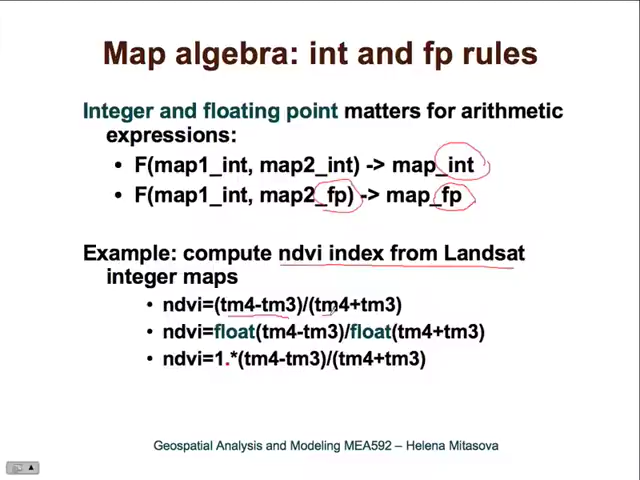 Map algebra: int and fp rules
Integer and floating point matters for arithmetic
expressions:
• F(map1_int, map2_int) -> map_int
• F(map1_int, map2_fp) -> map_fp
Example: compute ndvi index from Landsat
integer maps
• ndvi=(tm4-tm3)/(tm4+tm3)
• ndvi=float(tm4-tm3)/float(tm4+tm3)
• ndvi=1.*(tm4-tm3)/(tm4+tm3)
Geospatial Analysis and Modeling MEA592 – Helena Mitasova